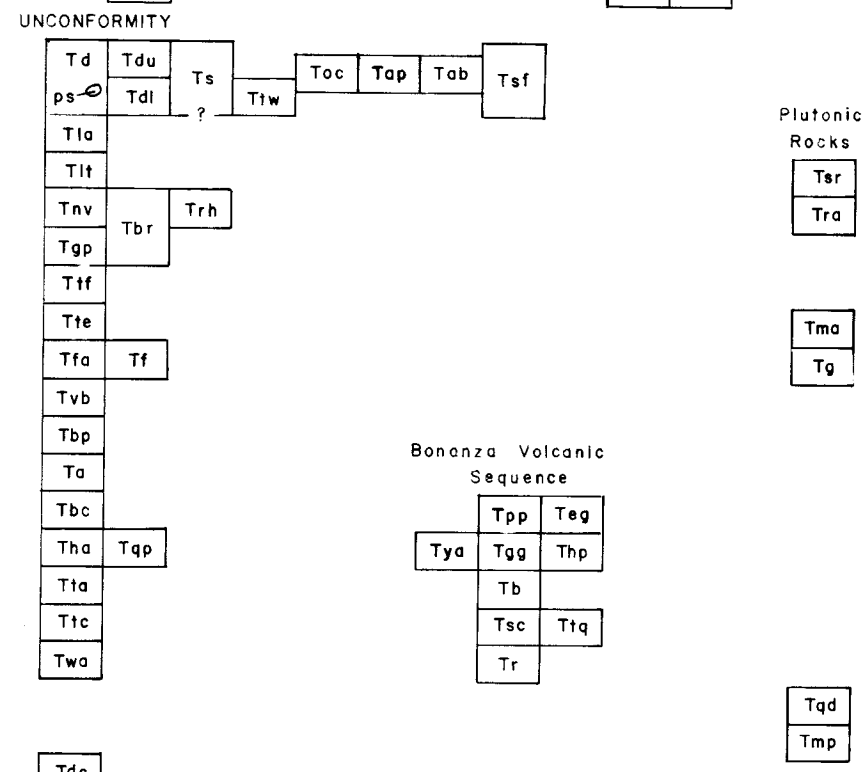 UNCONFORMITY
Td Tdu Ts Toc Tap Tab Tsf
ps Tdl Ttw
?
Plutonic
Rocks
Tla
Tlt
Tsr
Tnv Tbr Trh
Tra
Tgp
Ttf
Tte
Tma
Tfa Tf
Tg
Tvb
Tbp
Bonanza Volcanic
Sequence
Ta
Tbc
Tpp Teg
Tha Tqp
Tya Tgg Thp
Tta
Tb
Ttc
Tsc Ttq
Twa
Tr
Tqd
Tmp